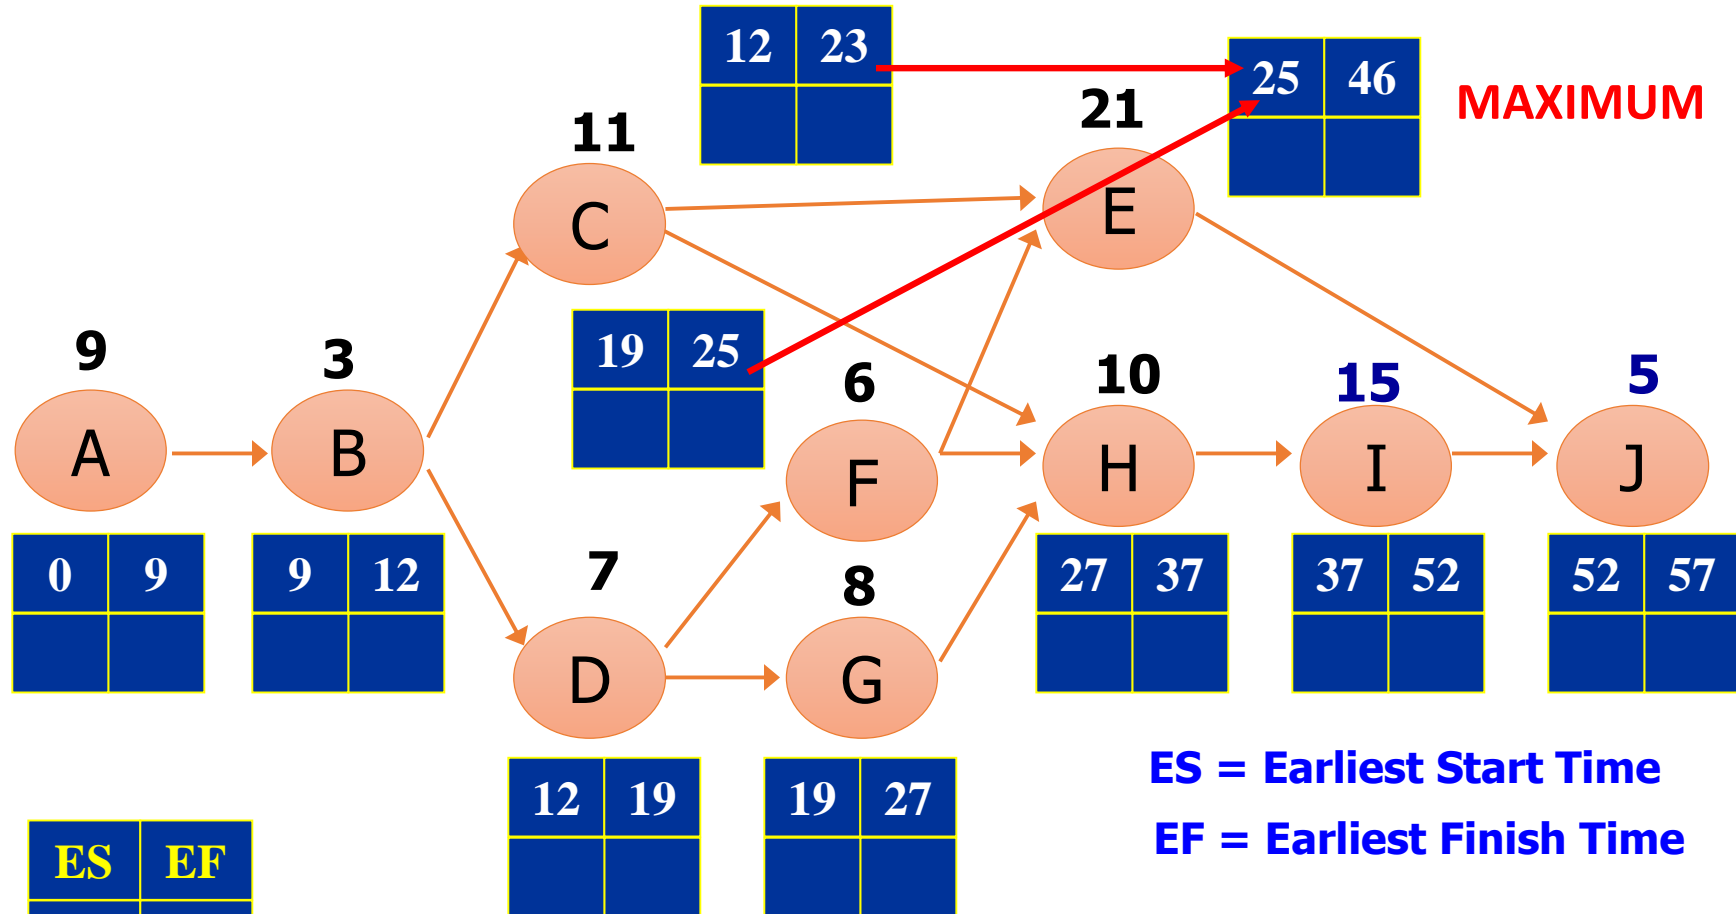 12 23
25 46
MAXIMUM
21
11
C
E
19 25
9
3
6
10
15
5
A
B
F
H
I
J
0 9
9 12
7
8
27 37
37 52
52 57
D
G
12 19
19 27
ES = Earliest Start Time
EF = Earliest Finish Time
ES EF